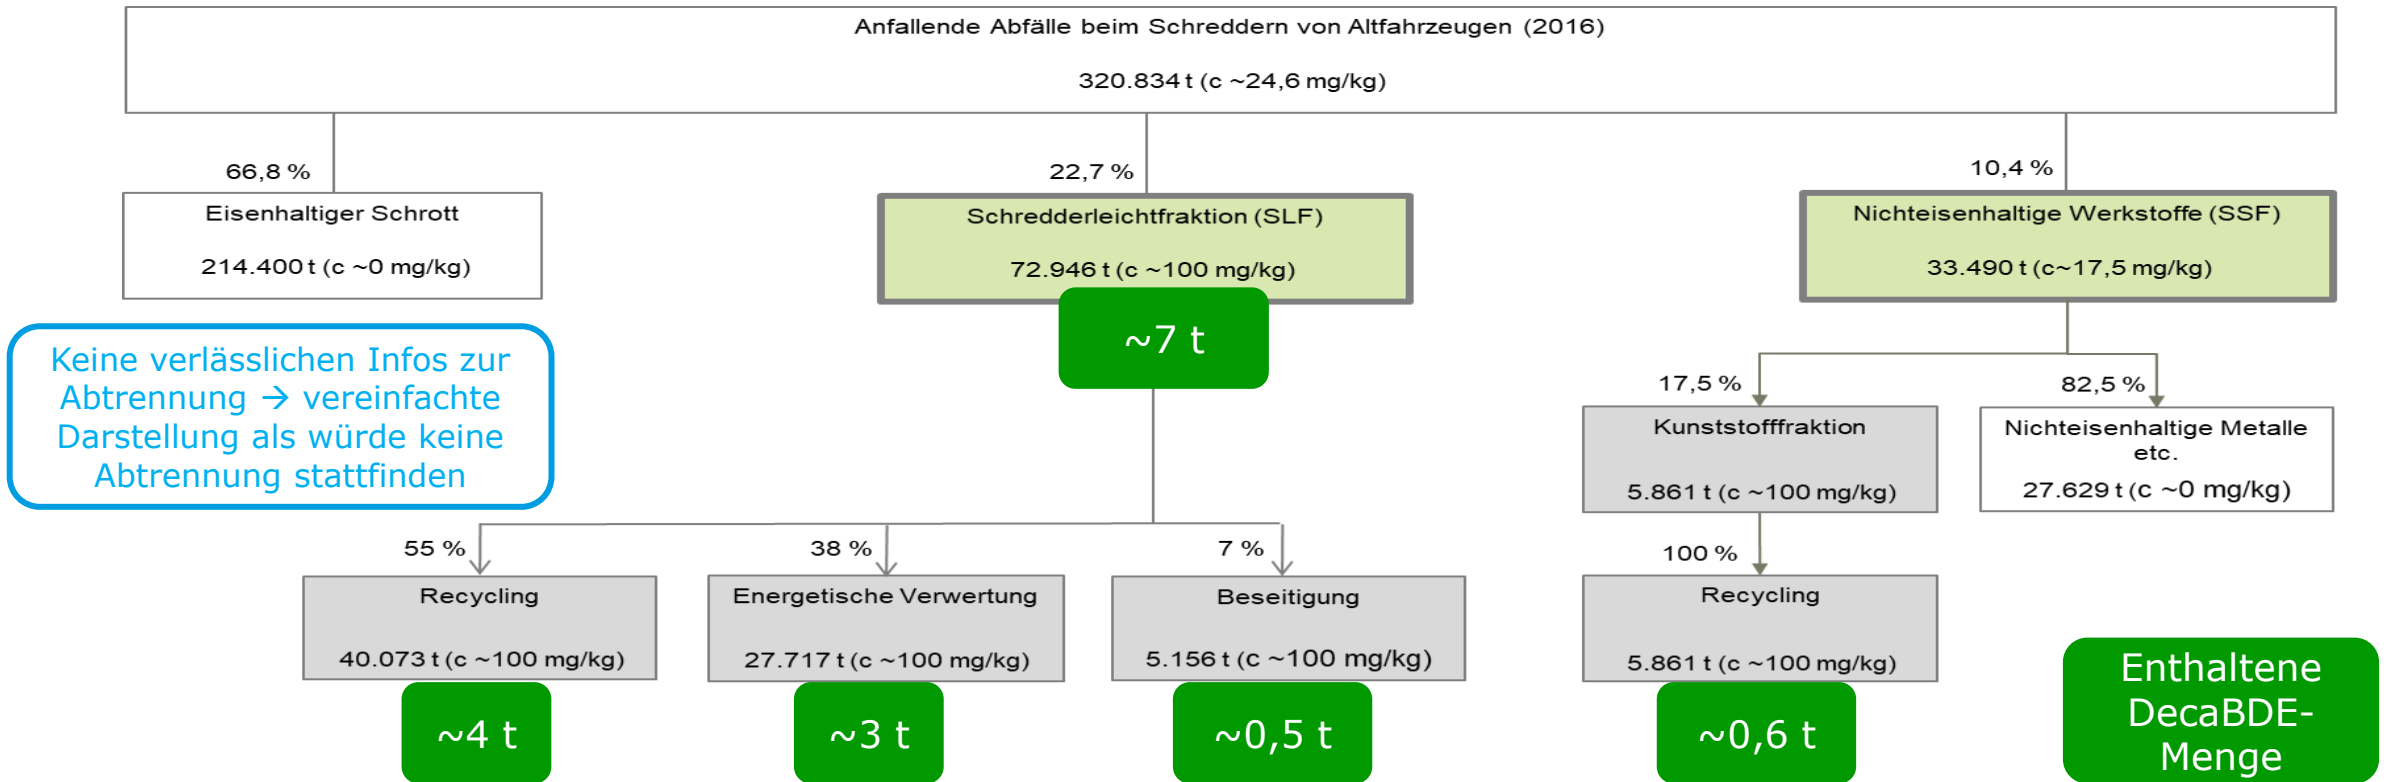 Anfallende Abfälle beim Schreddern von Altfahrzeugen (2016)
320.834 t (c ~24,6 mg/kg)
66,8 %
22,7 %
10,4 %
Eisenhaltiger Schrott
214.400 t (c ~0 mg/kg)
Schredderleichtfraktion (SLF)
72.946 t (c ~100 mg/kg)
~7 t
Nichteisenhaltige Werkstoffe (SSF)
33.490 t (c~17,5 mg/kg)
Keine verlässlichen Infos zur
Abtrennung → vereinfachte
Darstellung als würde keine
Abtrennung stattfinden
17,5 %
82,5 %
Kunststofffraktion
5.861 t (c ~100 mg/kg)
Nichteisenhaltige Metalle
etc.
27.629 t (c ~0 mg/kg)
55 %
38 %
7 %
100 %
Recycling
40.073 t (c ~100 mg/kg)
~4 t
Energetische Verwertung
27.717 t (c ~100 mg/kg)
~3 t
Beseitigung
5.156 t (c ~100 mg/kg)
~0,5 t
Recycling
5.861 t (c ~100 mg/kg)
~0,6 t
Enthaltene
DecaBDE-
Menge